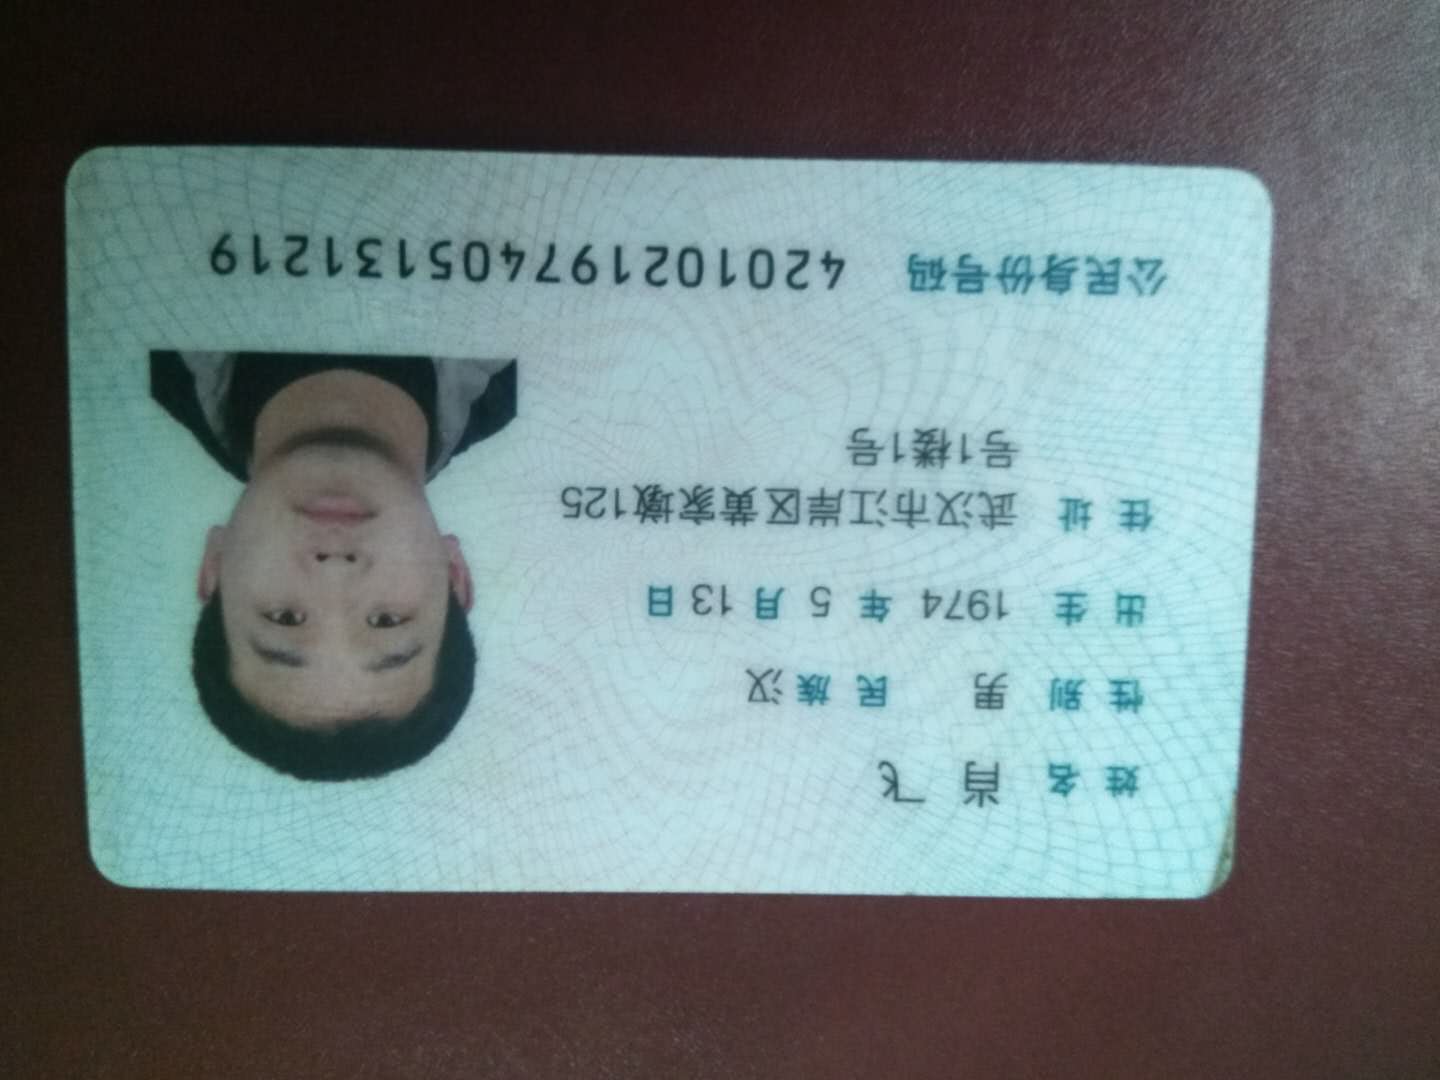 姓名 肖飞
性别 男 民族 汉
出生 1974 年 5 月 13 日
住址 武汉市江岸区黄家墩125
号1楼1号
公民身份号码 420102197405131219